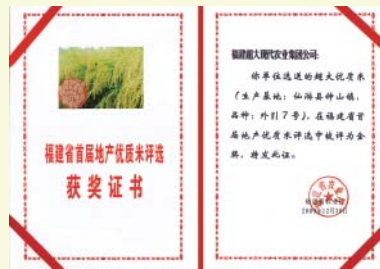 福建省首届地产优质米评选
获奖证书
福建超大现代农业集团公司:
你单位选送的超大优质米
(生产基地:仙游县钟山镇,
品种:外引7号),在福建省首
届地产优质米评选中被评为金
奖,特发此证。